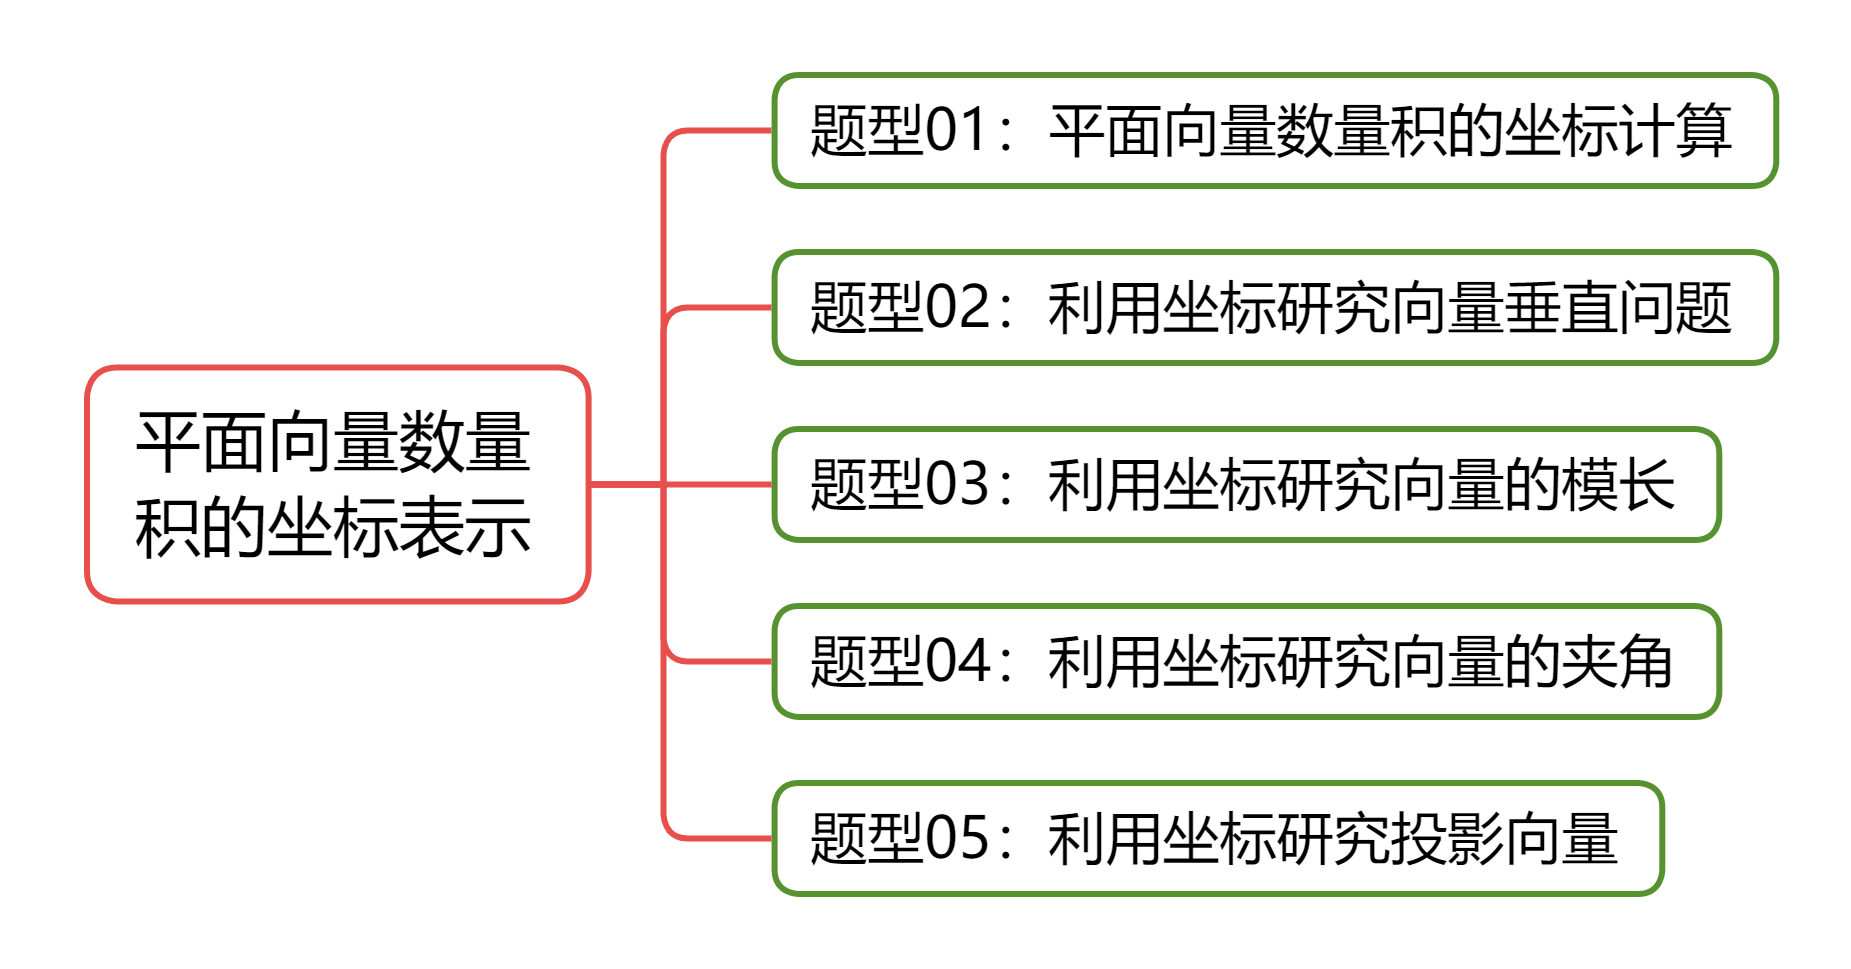 平面向量数量
积的坐标表示
题型01：平面向量数量积的坐标计算
题型02：利用坐标研究向量垂直问题
题型03：利用坐标研究向量的模长
题型04：利用坐标研究向量的夹角
题型05：利用坐标研究投影向量